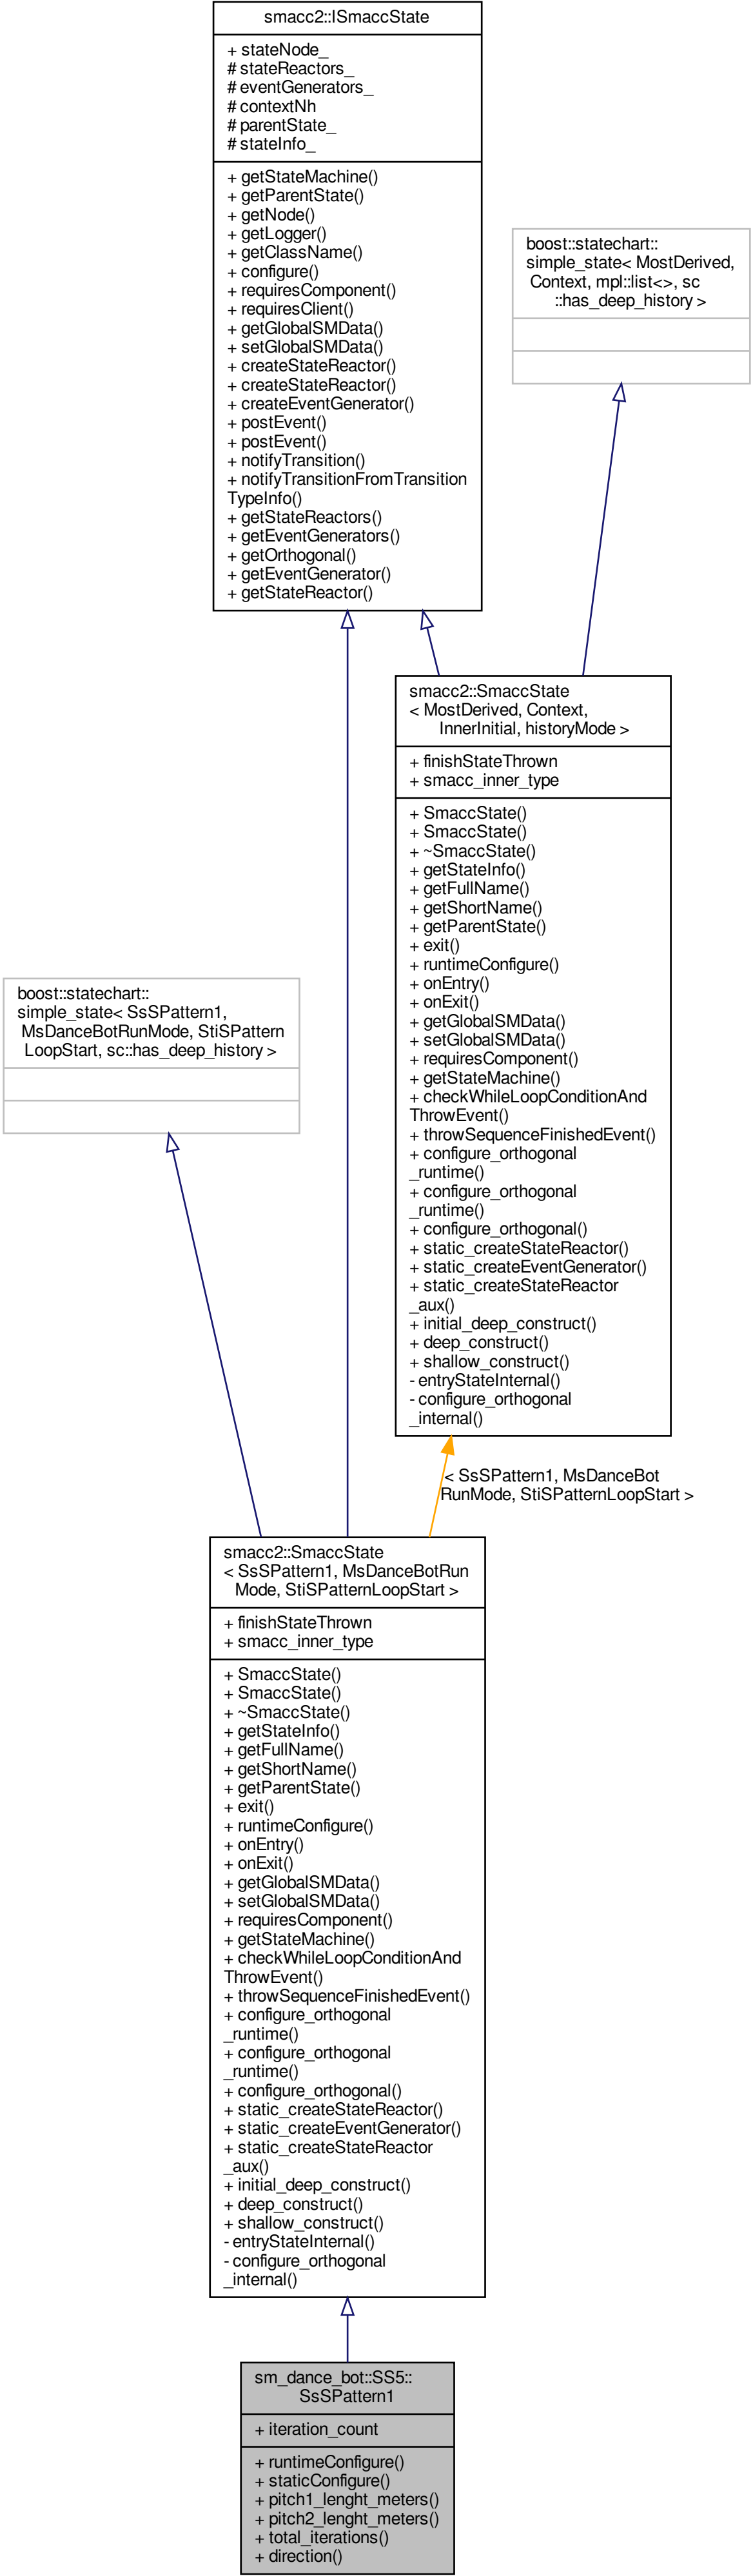 smacc2::ISmaccState
+ stateNode_
# stateReactors_
# eventGenerators_
# contextNh
# parentState_
# stateInfo_
+ getStateMachine()
+ getParentState()
+ getNode()
+ getLogger()
+ getClassName()
+ configure()
+ requiresComponent()
+ requiresClient()
+ getGlobalSMData()
+ setGlobalSMData()
+ createStateReactor()
+ createStateReactor()
+ createEventGenerator()
+ postEvent()
+ postEvent()
+ notifyTransition()
+ notifyTransitionFromTransition
TypeInfo()
+ getStateReactors()
+ getEventGenerators()
+ getOrthogonal()
+ getEventGenerator()
+ getStateReactor()
boost::statechart::
simple_state< MostDerived,
Context, mpl::list<>, sc
::has_deep_history >
smacc2::SmaccState
< MostDerived, Context,
InnerInitial, historyMode >
+ finishStateThrown
+ smacc_inner_type
+ SmaccState()
+ SmaccState()
+ ~SmaccState()
+ getStateInfo()
+ getFullName()
+ getShortName()
+ getParentState()
+ exit()
+ runtimeConfigure()
+ onEntry()
+ onExit()
+ getGlobalSMData()
+ setGlobalSMData()
+ requiresComponent()
+ getStateMachine()
+ checkWhileLoopConditionAnd
ThrowEvent()
+ throwSequenceFinishedEvent()
+ configure_orthogonal
_runtime()
+ configure_orthogonal
_runtime()
+ configure_orthogonal()
+ static_createStateReactor()
+ static_createEventGenerator()
+ static_createStateReactor
_aux()
+ initial_deep_construct()
+ deep_construct()
+ shallow_construct()
- entryStateInternal()
- configure_orthogonal
_internal()
boost::statechart::
simple_state< SsSPattern1,
MsDanceBotRunMode, StiSPattern
LoopStart, sc::has_deep_history >
< SsSPattern1, MsDanceBot
RunMode, StiSPatternLoopStart >
smacc2::SmaccState
< SsSPattern1, MsDanceBotRun
Mode, StiSPatternLoopStart >
+ finishStateThrown
+ smacc_inner_type
+ SmaccState()
+ SmaccState()
+ ~SmaccState()
+ getStateInfo()
+ getFullName()
+ getShortName()
+ getParentState()
+ exit()
+ runtimeConfigure()
+ onEntry()
+ onExit()
+ getGlobalSMData()
+ setGlobalSMData()
+ requiresComponent()
+ getStateMachine()
+ checkWhileLoopConditionAnd
ThrowEvent()
+ throwSequenceFinishedEvent()
+ configure_orthogonal
_runtime()
+ configure_orthogonal
_runtime()
+ configure_orthogonal()
+ static_createStateReactor()
+ static_createEventGenerator()
+ static_createStateReactor
_aux()
+ initial_deep_construct()
+ deep_construct()
+ shallow_construct()
- entryStateInternal()
- configure_orthogonal
_internal()
sm_dance_bot::SS5::
SsSPattern1
+ iteration_count
+ runtimeConfigure()
+ staticConfigure()
+ pitch1_lenght_meters()
+ pitch2_lenght_meters()
+ total_iterations()
+ direction()